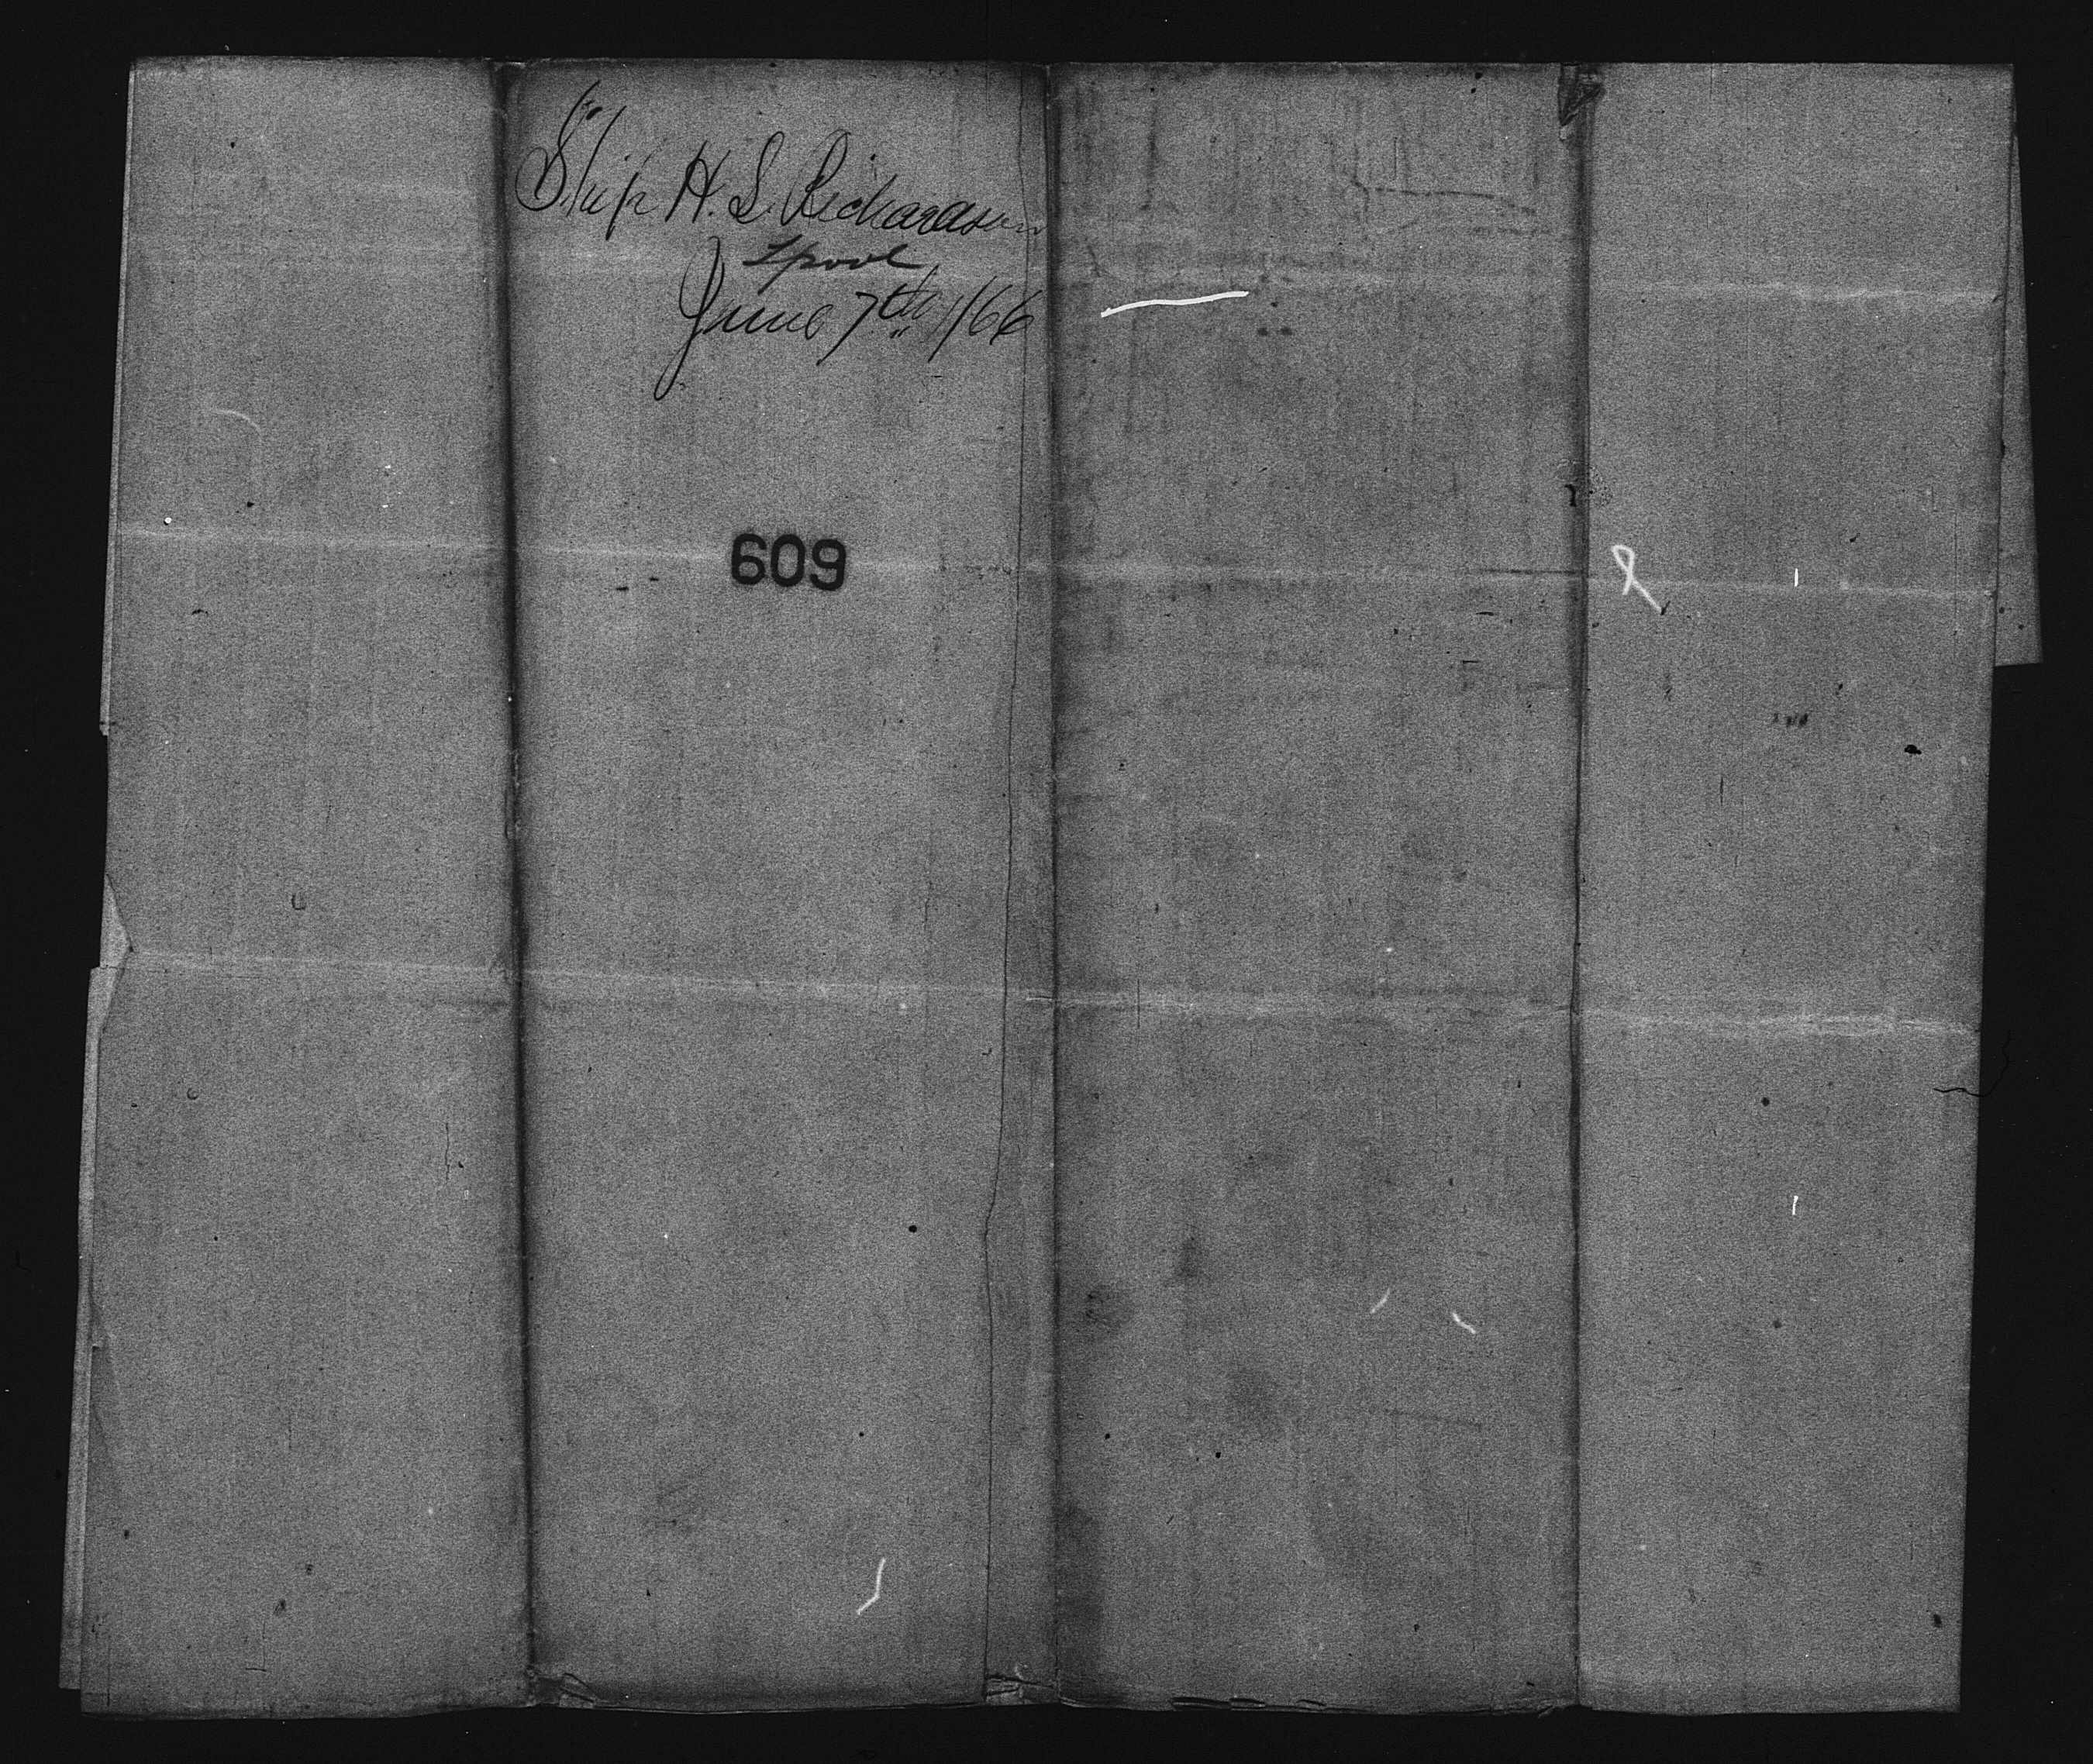 Ship H. S. Richardson
Lpool
June 7th /66
609